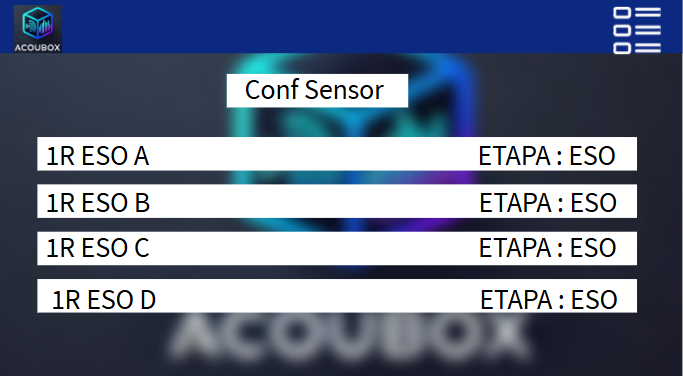 ACOUBOX
Conf Sensor
1R ESO A ETAPA : ESO
1R ESO B ETAPA : ESO
1R ESO C ETAPA : ESO
1R ESO D ETAPA : ESO
ACOUBOX